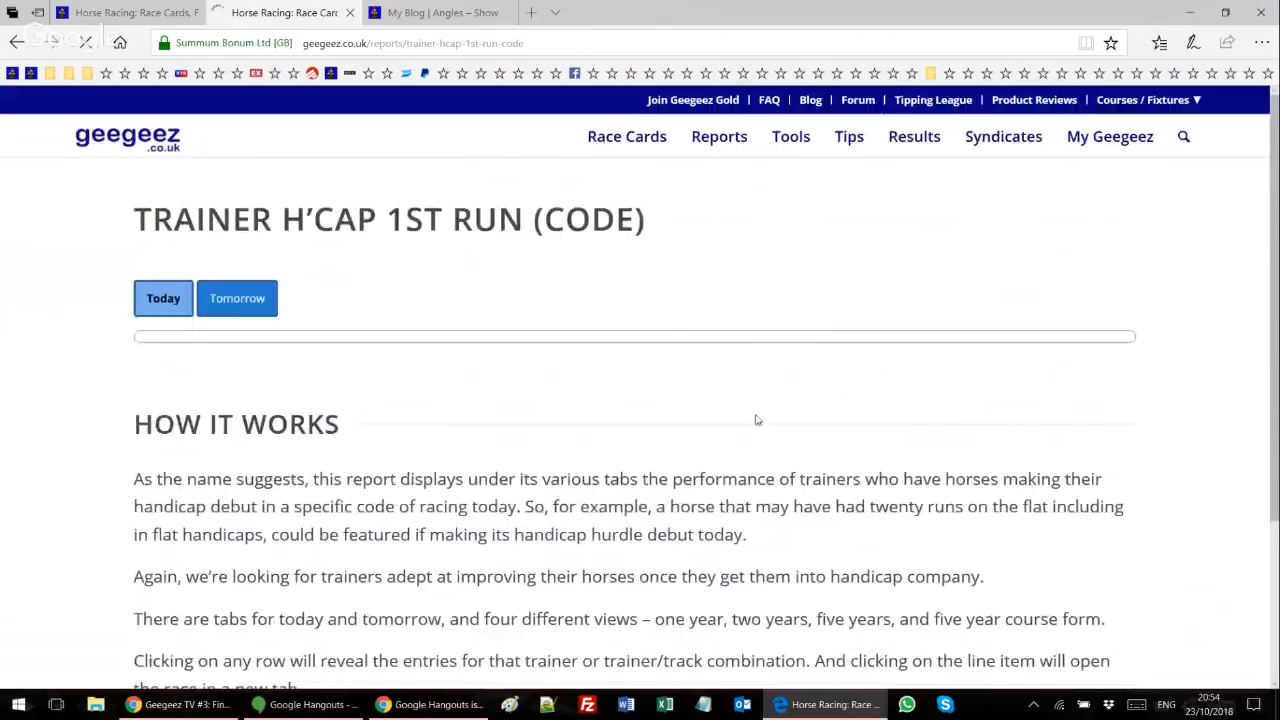 Horse Racing: Race Cards, F
Horse Racing: Race Card
My Blog | Angles – Show
Google
Summum Bonum Ltd [GB]
geegeez.co.uk/reports/trainer-hcap-1st-run-code
Join Geegeez Gold | FAQ | Blog | Forum | Tipping League | Product Reviews | Courses / Fixtures ▼
geegeez
.co.uk
Race Cards Reports Tools Tips Results Syndicates My Geegeez
TRAINER H'CAP 1ST RUN (CODE)
Today
Tomorrow
HOW IT WORKS
As the name suggests, this report displays under its various tabs the performance of trainers who have horses making their
handicap debut in a specific code of racing today. So, for example, a horse that may have had twenty runs on the flat including
in flat handicaps, could be featured if making its handicap hurdle debut today.
Again, we're looking for trainers adept at improving their horses once they get them into handicap company.
There are tabs for today and tomorrow, and four different views – one year, two years, five years, and five year course form.
Clicking on any row will reveal the entries for that trainer or trainer/track combination. And clicking on the line item will open
the race in a new tab.
Geegeez TV #3: Fin...
Google Hangouts - ...
Google Hangouts is...
Horse Racing: Race ...
20:54
23/10/2018